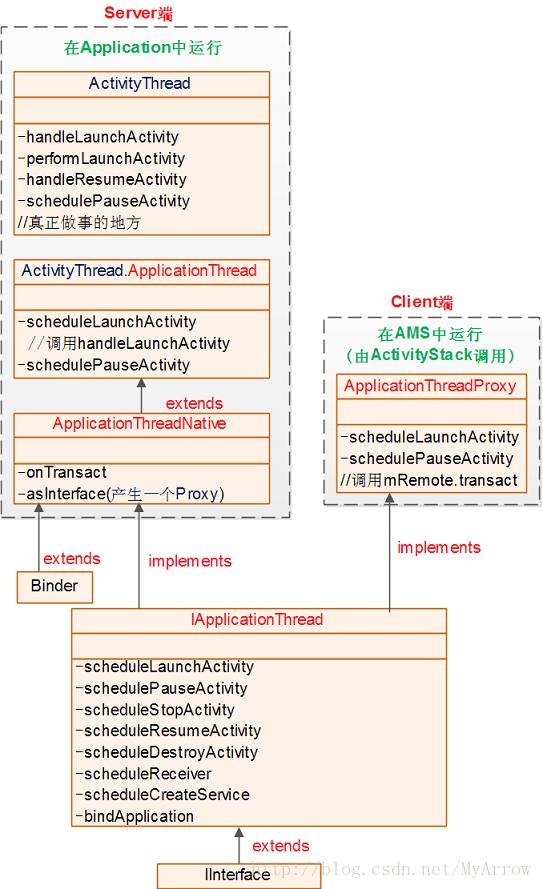 Server端
在Application中运行
ActivityThread
-handleLaunchActivity
-performLaunchActivity
-handleResumeActivity
-schedulePauseActivity
//真正做事的地方
ActivityThread.ApplicationThread
-scheduleLaunchActivity
//调用handleLaunchActivity
-schedulePauseActivity
extends
ApplicationThreadNative
-onTransact
-asInterface(产生一个Proxy)
Client端
在AMS中运行
（由ActivityStack调用）
ApplicationThreadProxy
-scheduleLaunchActivity
-schedulePauseActivity
//调用mRemote.transact
extends
implements
implements
Binder
IApplicationThread
-scheduleLaunchActivity
-schedulePauseActivity
-scheduleStopActivity
-scheduleResumeActivity
-scheduleDestroyActivity
-scheduleReceiver
-scheduleCreateService
-bindApplication
extends
IInterface
http://blog.csdn.net/MyArrow